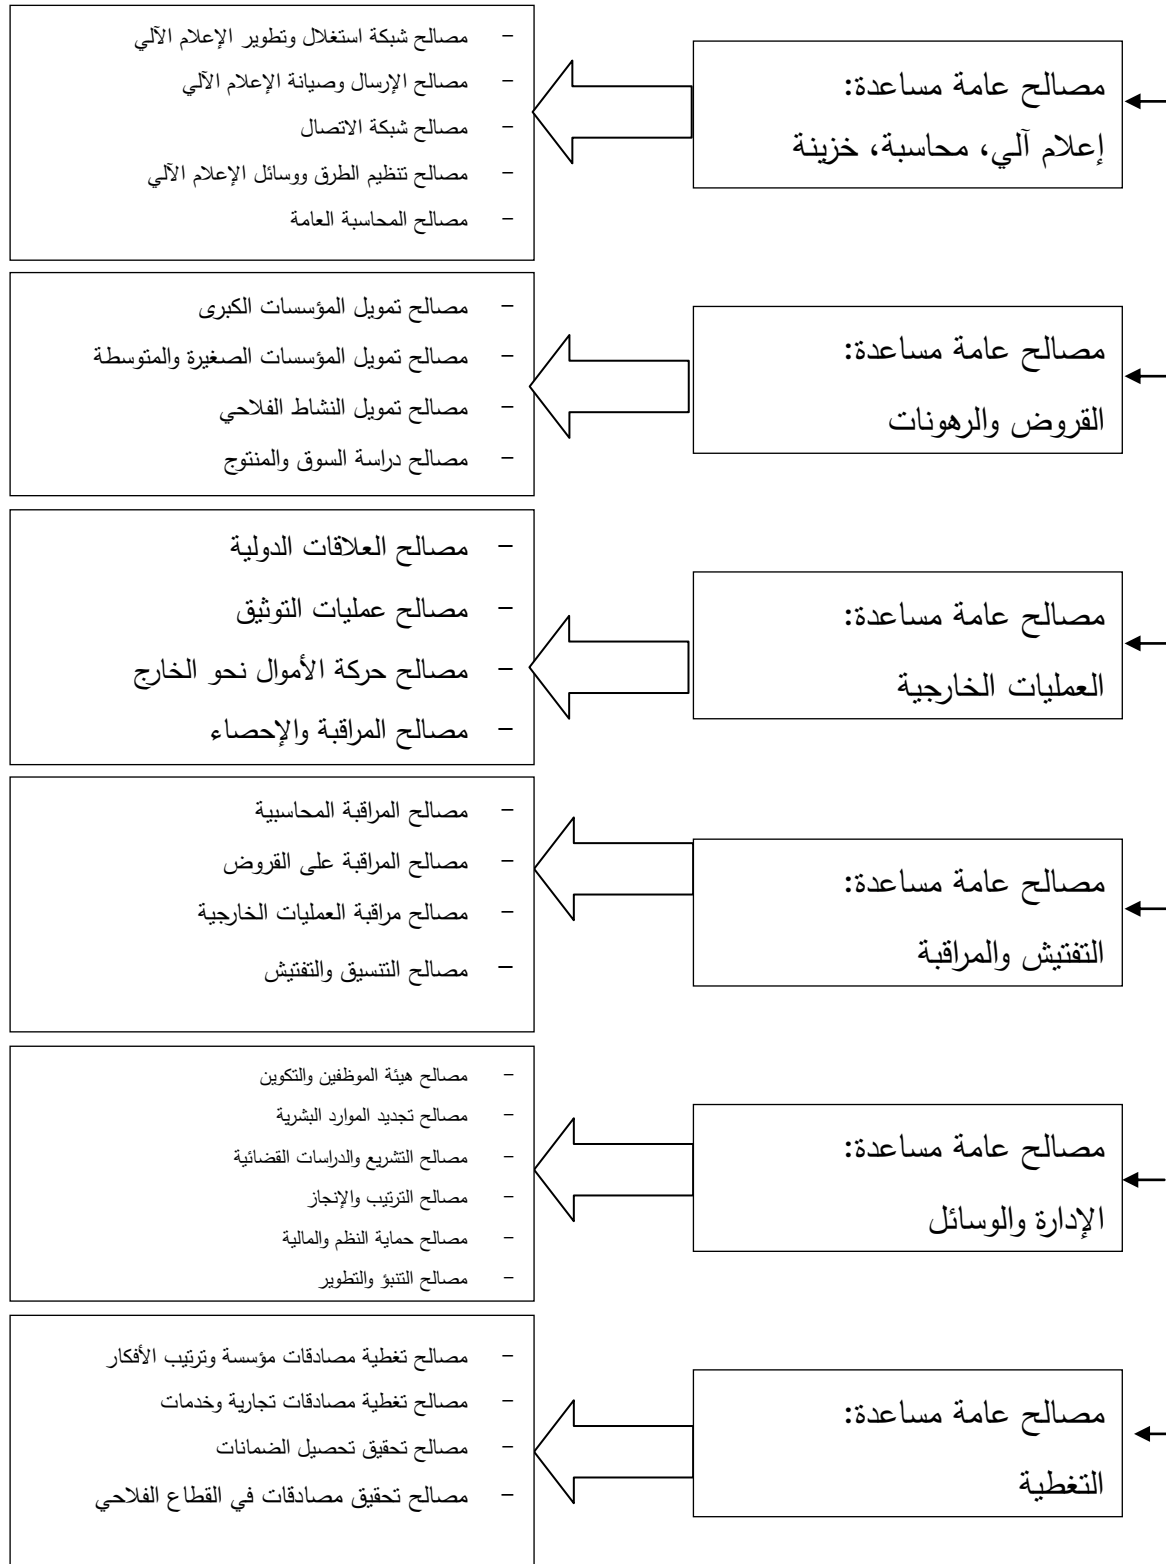 مصالح عامة مساعدة:
إعلام آلي، محاسبة، خزينة
– مصالح شبكة استغلال وتطوير الإعلام الآلي
– مصالح الإرسال وصيانة الإعلام الآلي
– مصالح شبكة الاتصال
– مصالح تنظيم الطرق ووسائل الإعلام الآلي
– مصالح المحاسبة العامة
مصالح عامة مساعدة:
القروض والرهونات
– مصالح تمويل المؤسسات الكبرى
– مصالح تمويل المؤسسات الصغيرة والمتوسطة
– مصالح تمويل النشاط الفلاحي
– مصالح دراسة السوق والمنتوج
مصالح عامة مساعدة:
العمليات الخارجية
– مصالح العلاقات الدولية
– مصالح عمليات التوثيق
– مصالح حركة الأموال نحو الخارج
– مصالح المراقبة والإحصاء
مصالح عامة مساعدة:
التفتيش والمراقبة
– مصالح المراقبة المحاسبية
– مصالح المراقبة على القروض
– مصالح مراقبة العمليات الخارجية
– مصالح التنسيق والتفتيش
مصالح عامة مساعدة:
الإدارة والوسائل
– مصالح هيئة الموظفين والتكوين
– مصالح تجديد الموارد البشرية
– مصالح التشريع والدراسات القضائية
– مصالح الترتيب والإنجاز
– مصالح حماية النظم والمالية
– مصالح التنبؤ والتطوير
مصالح عامة مساعدة:
التغطية
– مصالح تغطية مصادقات مؤسسة وترتيب الأفكار
– مصالح تغطية مصادقات تجارية وخدمات
– مصالح تحقيق تحصيل الضمانات
– مصالح تحقيق مصادقات في القطاع الفلاحي